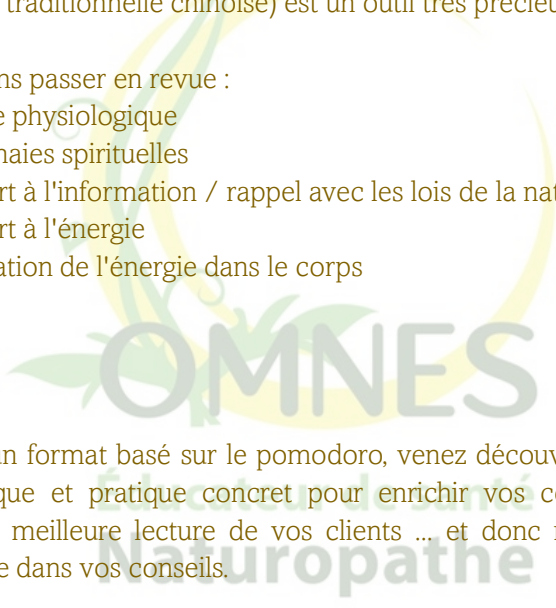 traditionnelle chinoise) est un outil très précieu
ns passer en revue :
e physiologique
naies spirituelles
rt à l'information / rappel avec les lois de la nat
rt à l'énergie
ation de l'énergie dans le corps
OMNES
n format basé sur le pomodoro, venez découv
que et pratique concret pour enrichir vos c
Éducateur de santé
meilleure lecture de vos clients ... et donc
Naturopathe
e dans vos conseils.